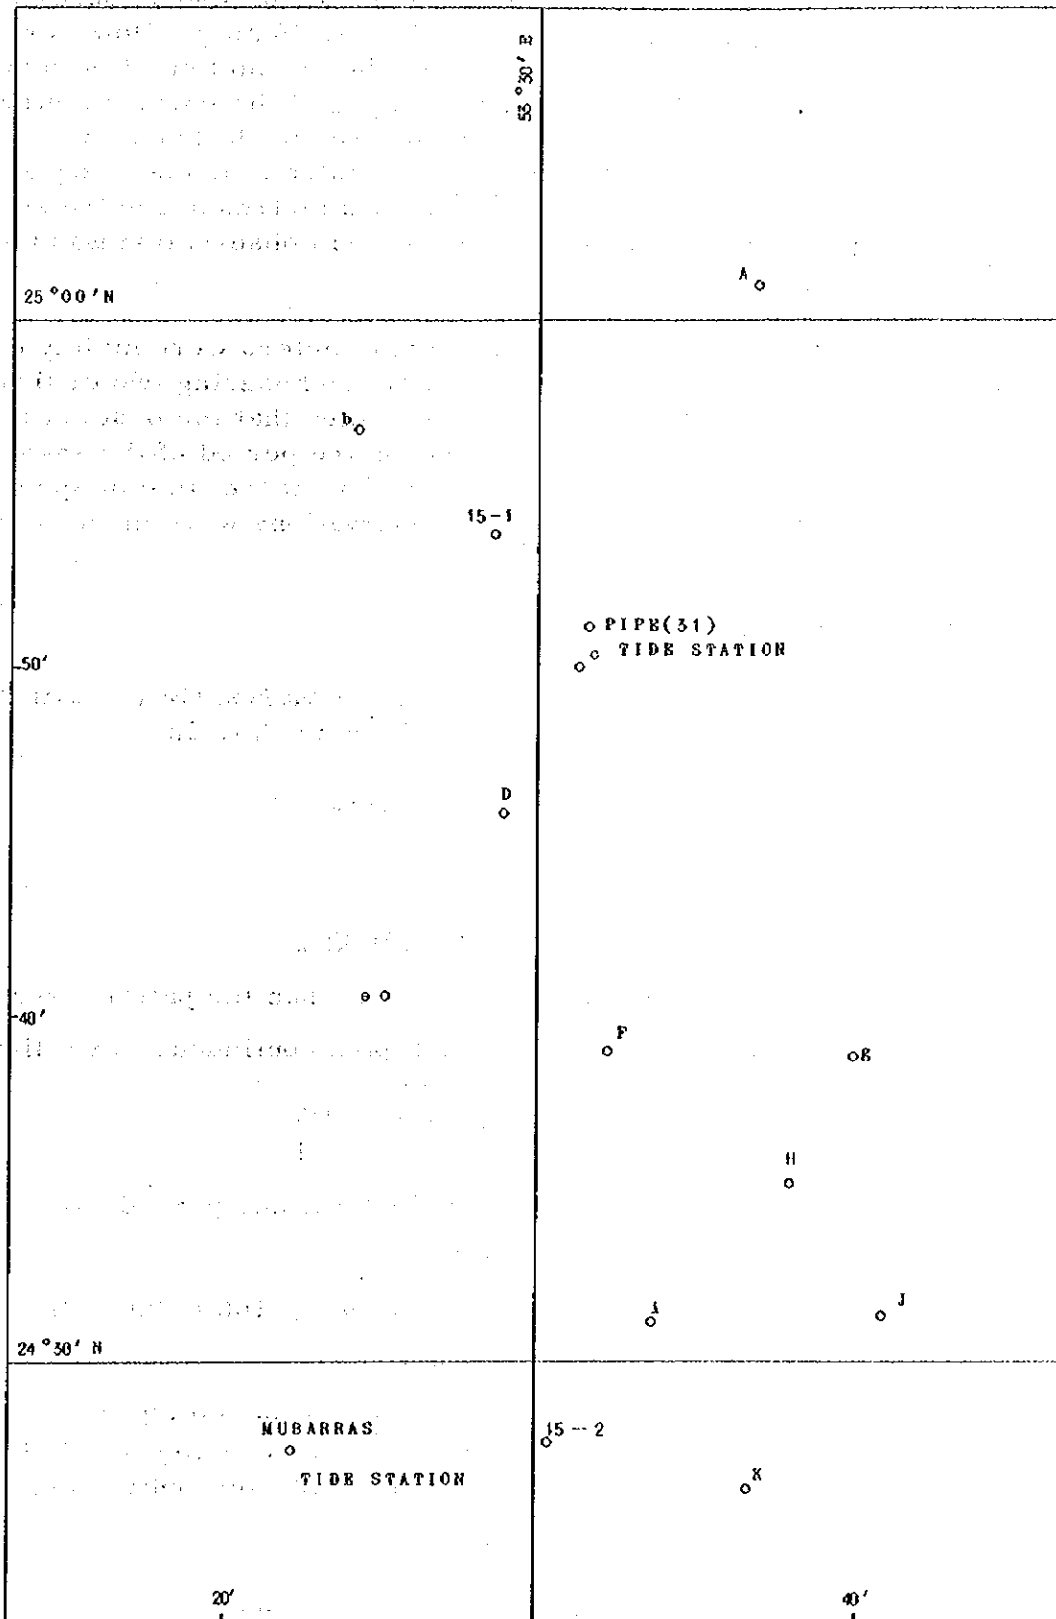 53°30'E
A
25°00'N
b
15-1
PIPE(31)
TIDE STATION
50'
D
40'
F
g
H
i
J
24°30'N
MUBARRAS
TIDE STATION
15-2
K
20'
40'